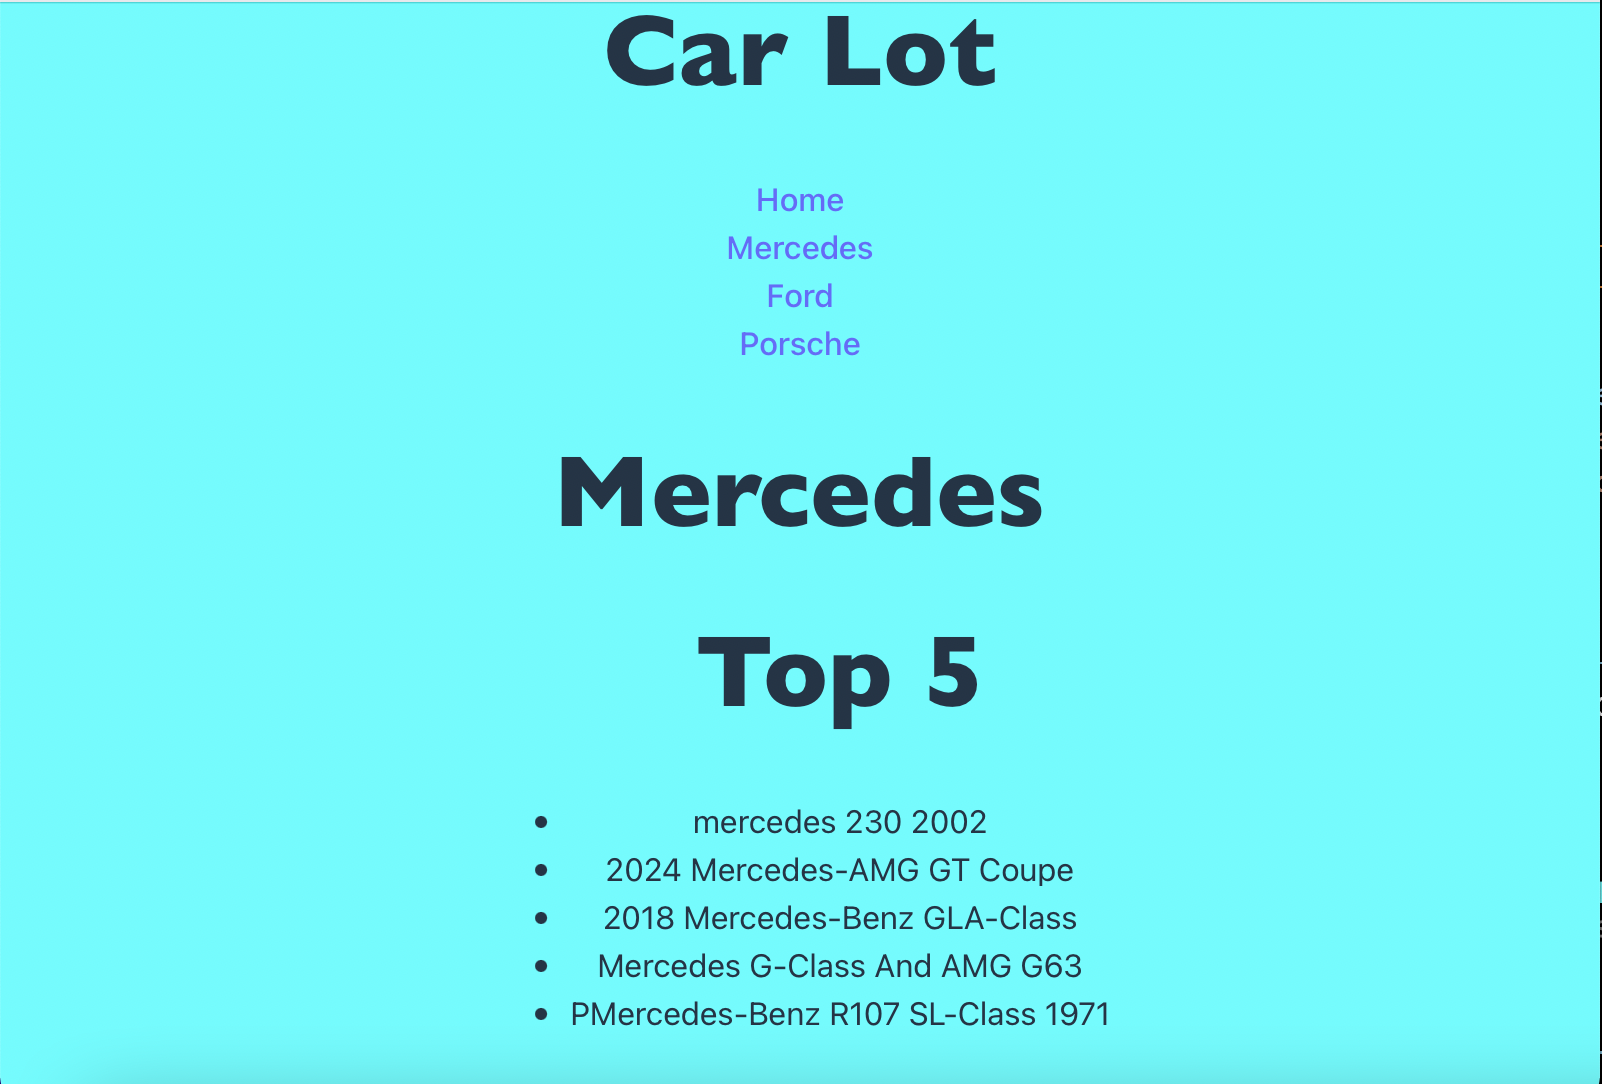 Car Lot
Home
Mercedes
Ford
Porsche
Mercedes
Top 5
• mercedes 230 2002
• 2024 Mercedes-AMG GT Coupe
• 2018 Mercedes-Benz GLA-Class
• Mercedes G-Class And AMG G63
• PMercedes-Benz R107 SL-Class 1971